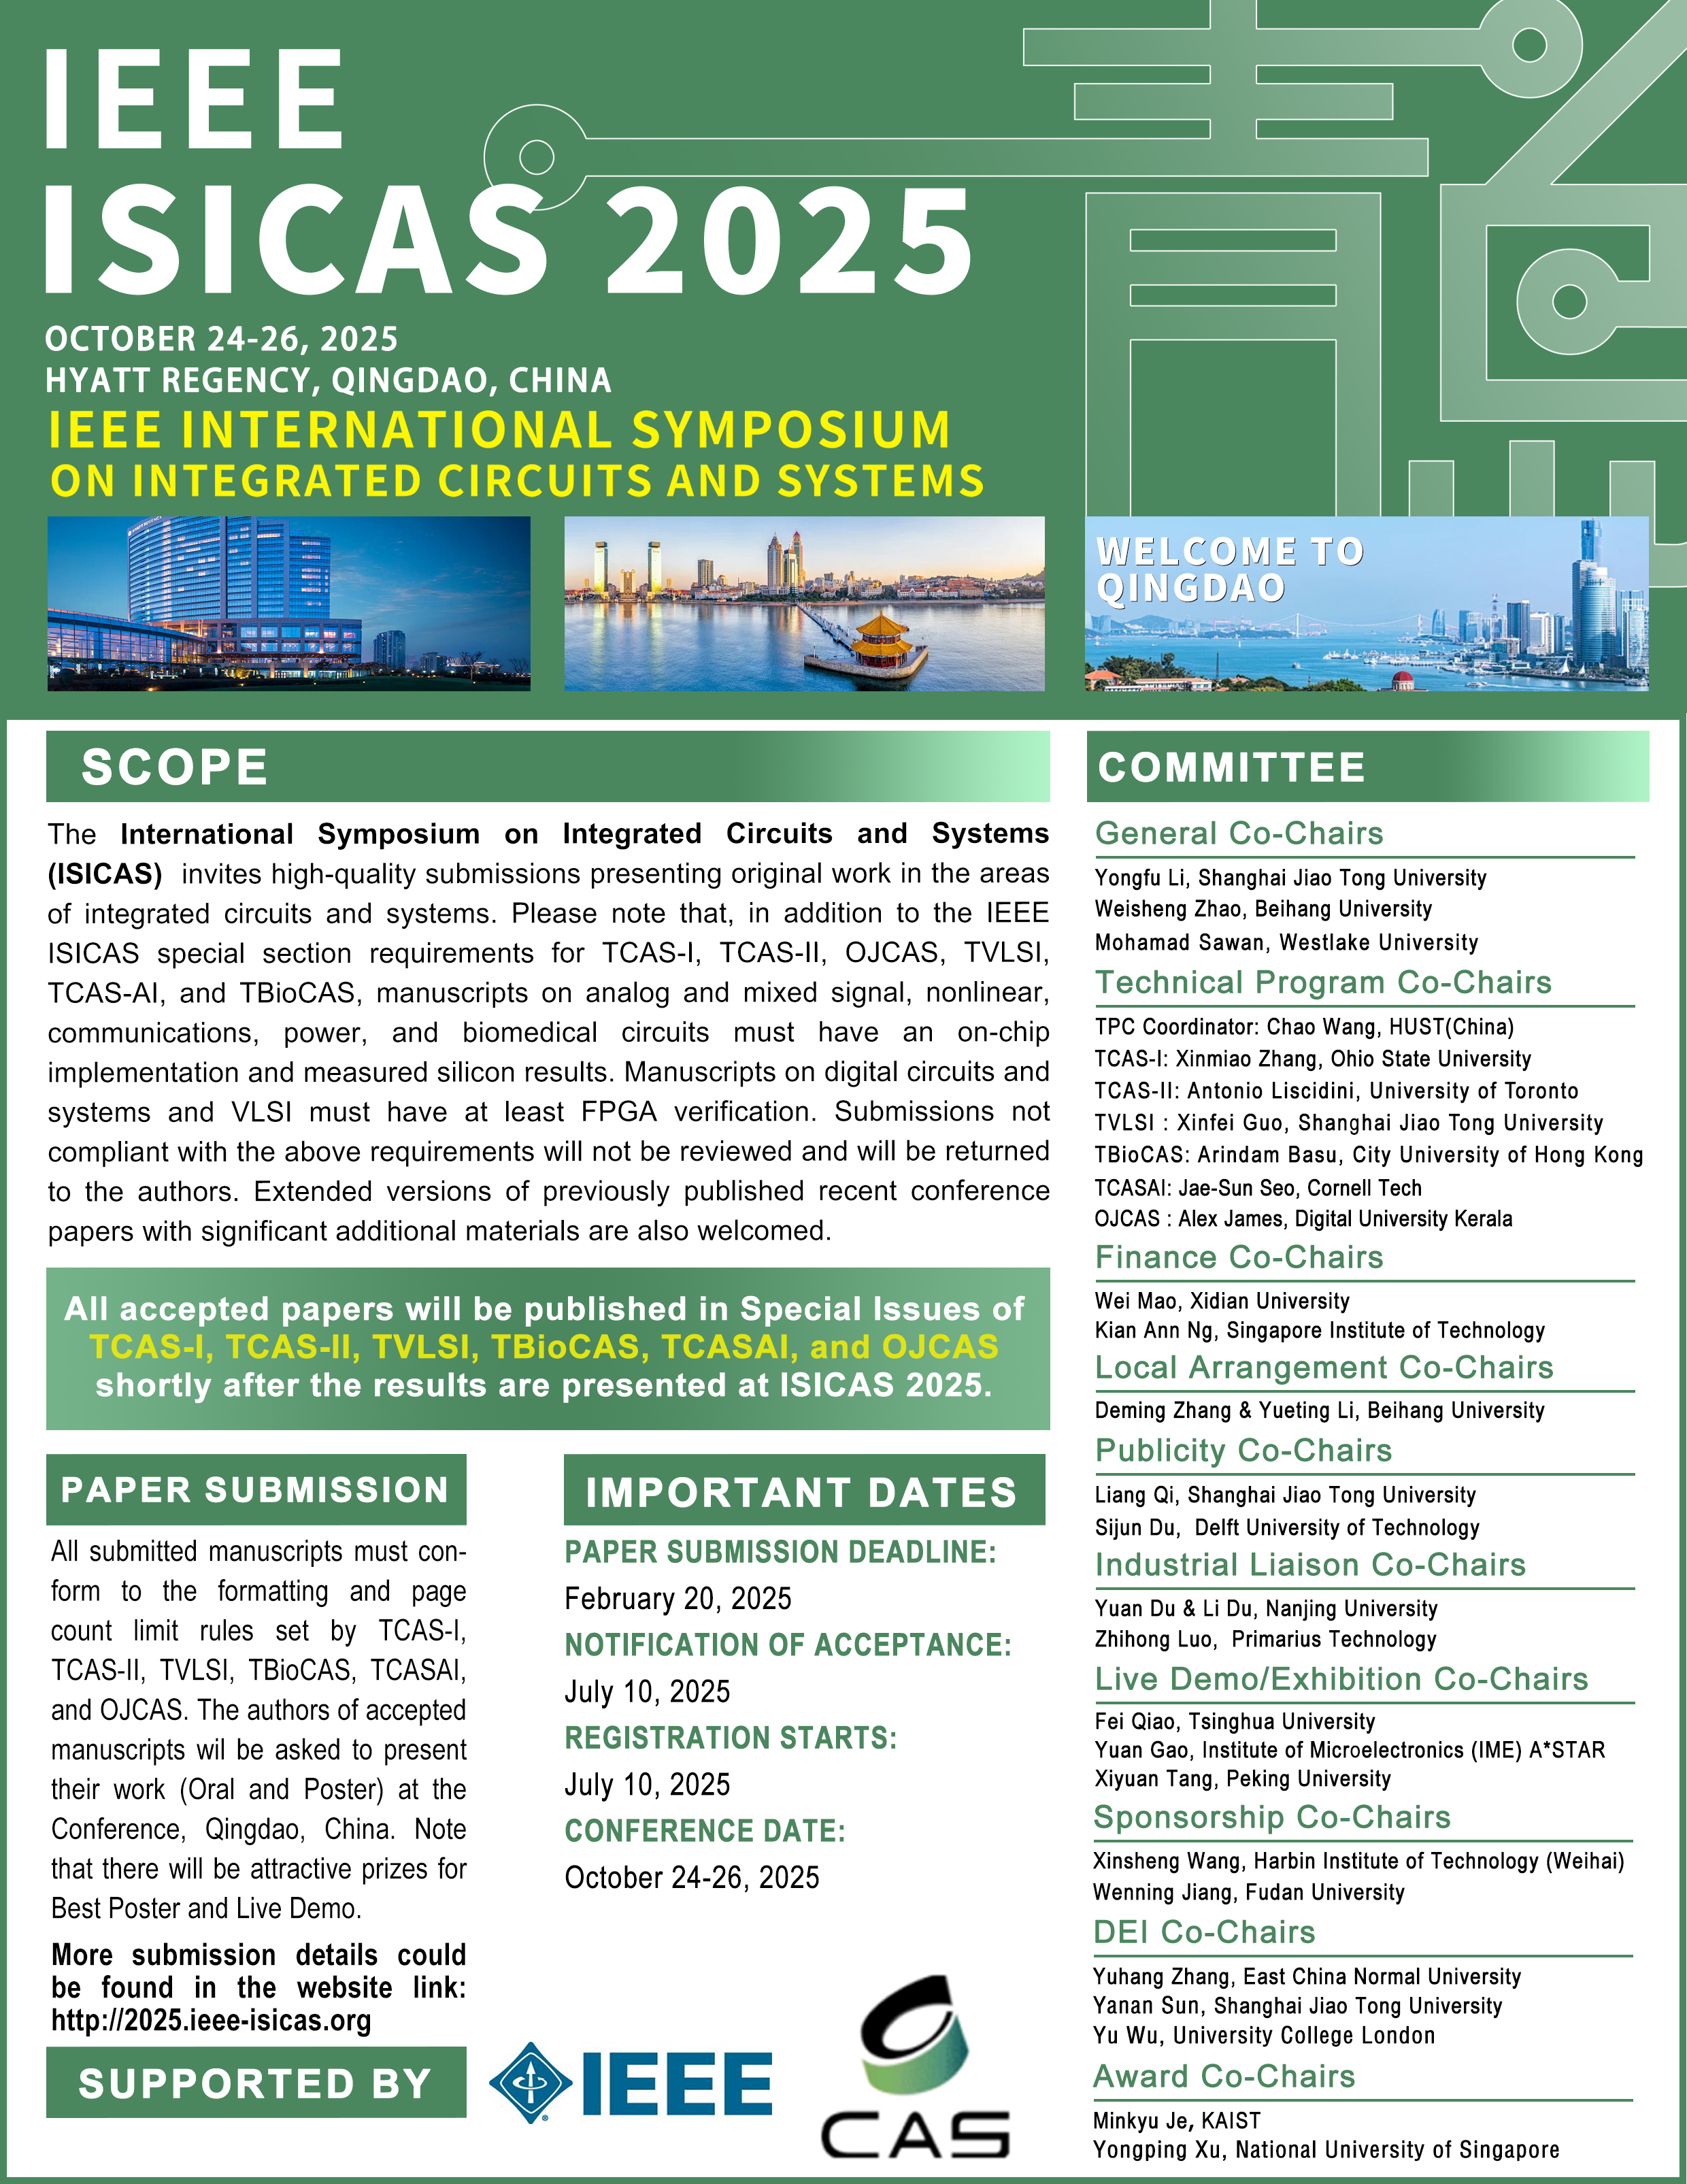 IEEE
ISICAS 2025
OCTOBER 24-26, 2025
HYATT REGENCY, QINGDAO, CHINA
IEEE INTERNATIONAL SYMPOSIUM
ON INTEGRATED CIRCUITS AND SYSTEMS
WELCOME TO
QINGDAO
SCOPE
The International Symposium on Integrated Circuits and Systems
(ISICAS) invites high-quality submissions presenting original work in the areas
of integrated circuits and systems. Please note that, in addition to the IEEE
ISICAS special section requirements for TCAS-I, TCAS-II, OJCAS, TVLSI,
TCAS-AI, and TBioCAS, manuscripts on analog and mixed signal, nonlinear,
communications, power, and biomedical circuits must have an on-chip
implementation and measured silicon results. Manuscripts on digital circuits and
systems and VLSI must have at least FPGA verification. Submissions not
compliant with the above requirements will not be reviewed and will be returned
to the authors. Extended versions of previously published recent conference
papers with significant additional materials are also welcomed.
All accepted papers will be published in Special Issues of
TCAS-I, TCAS-II, TVLSI, TBioCAS, TCASAI, and OJCAS
shortly after the results are presented at ISICAS 2025.
PAPER SUBMISSION
All submitted manuscripts must con-
form to the formatting and page
count limit rules set by TCAS-I,
TCAS-II, TVLSI, TBioCAS, TCASAI,
and OJCAS. The authors of accepted
manuscripts wil be asked to present
their work (Oral and Poster) at the
Conference, Qingdao, China. Note
that there will be attractive prizes for
Best Poster and Live Demo.
More submission details could
be found in the website link:
http://2025.ieee-isicas.org
IMPORTANT DATES
PAPER SUBMISSION DEADLINE:
February 20, 2025
NOTIFICATION OF ACCEPTANCE:
July 10, 2025
REGISTRATION STARTS:
July 10, 2025
CONFERENCE DATE:
October 24-26, 2025
SUPPORTED BY
IEEE
CAS
COMMITTEE
General Co-Chairs
Yongfu Li, Shanghai Jiao Tong University
Weisheng Zhao, Beihang University
Mohamad Sawan, Westlake University
Technical Program Co-Chairs
TPC Coordinator: Chao Wang, HUST(China)
TCAS-I: Xinmiao Zhang, Ohio State University
TCAS-II: Antonio Liscidini, University of Toronto
TVLSI : Xinfei Guo, Shanghai Jiao Tong University
TBioCAS: Arindam Basu, City University of Hong Kong
TCASAI: Jae-Sun Seo, Cornell Tech
OJCAS : Alex James, Digital University Kerala
Finance Co-Chairs
Wei Mao, Xidian University
Kian Ann Ng, Singapore Institute of Technology
Local Arrangement Co-Chairs
Deming Zhang & Yueting Li, Beihang University
Publicity Co-Chairs
Liang Qi, Shanghai Jiao Tong University
Sijun Du, Delft University of Technology
Industrial Liaison Co-Chairs
Yuan Du & Li Du, Nanjing University
Zhihong Luo, Primarius Technology
Live Demo/Exhibition Co-Chairs
Fei Qiao, Tsinghua University
Yuan Gao, Institute of Microelectronics (IME) A*STAR
Xiyuan Tang, Peking University
Sponsorship Co-Chairs
Xinsheng Wang, Harbin Institute of Technology (Weihai)
Wenning Jiang, Fudan University
DEI Co-Chairs
Yuhang Zhang, East China Normal University
Yanan Sun, Shanghai Jiao Tong University
Yu Wu, University College London
Award Co-Chairs
Minkyu Je, KAIST
Yongping Xu, National University of Singapore